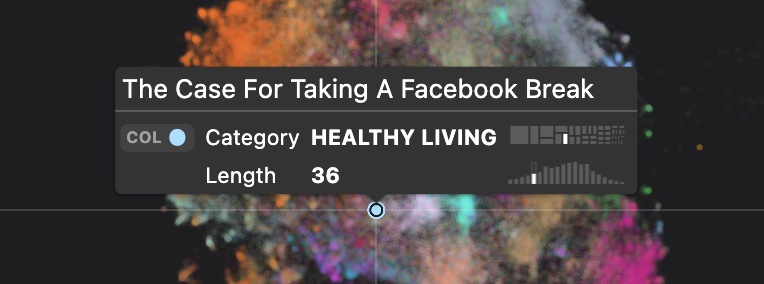 The Case For Taking A Facebook Break
COL Category HEALTHY LIVING
Length 36